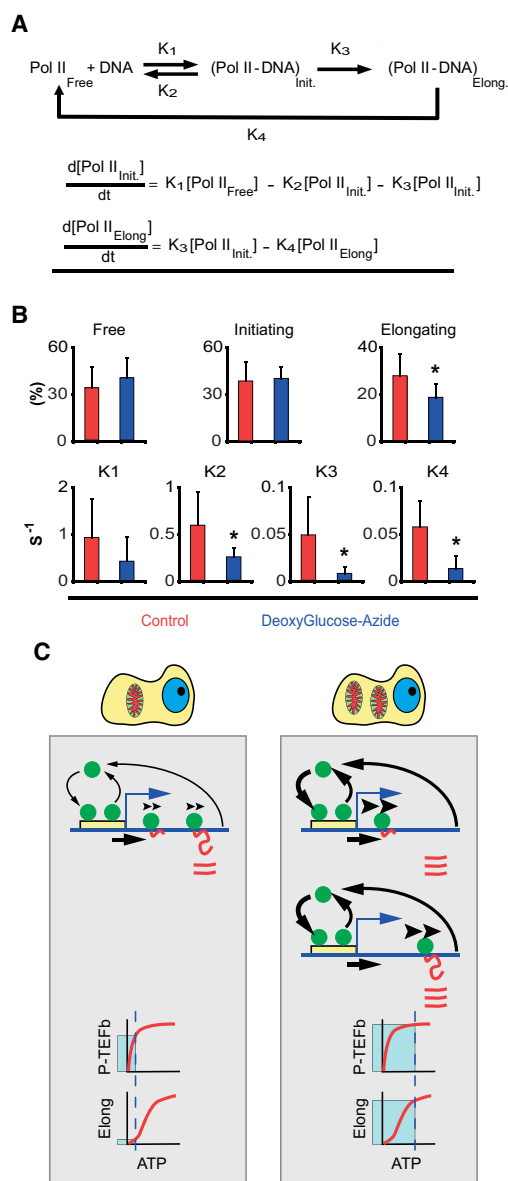 A
K1
Pol II Free + DNA (Pol II-DNA) Init. K3 (Pol II-DNA) Elong.
K2
K4
d[Pol II Init.] / dt = K1[Pol II Free] - K2[Pol II Init.] - K3[Pol II Init.]
d[Pol II Elong] / dt = K3[Pol II Init.] - K4[Pol II Elong]
B
Free Initiating Elongating
(%)
60 30 0
60 30 0
40 20 0
*
K1 K2 K3 K4
S-1
2 1 0
1 0.5 0
*
0.1 0.05 0
*
0.1 0.05 0
*
Control DeoxyGlucose-Azide
C
P-TEFb P-TEFb
Elong Elong
ATP ATP